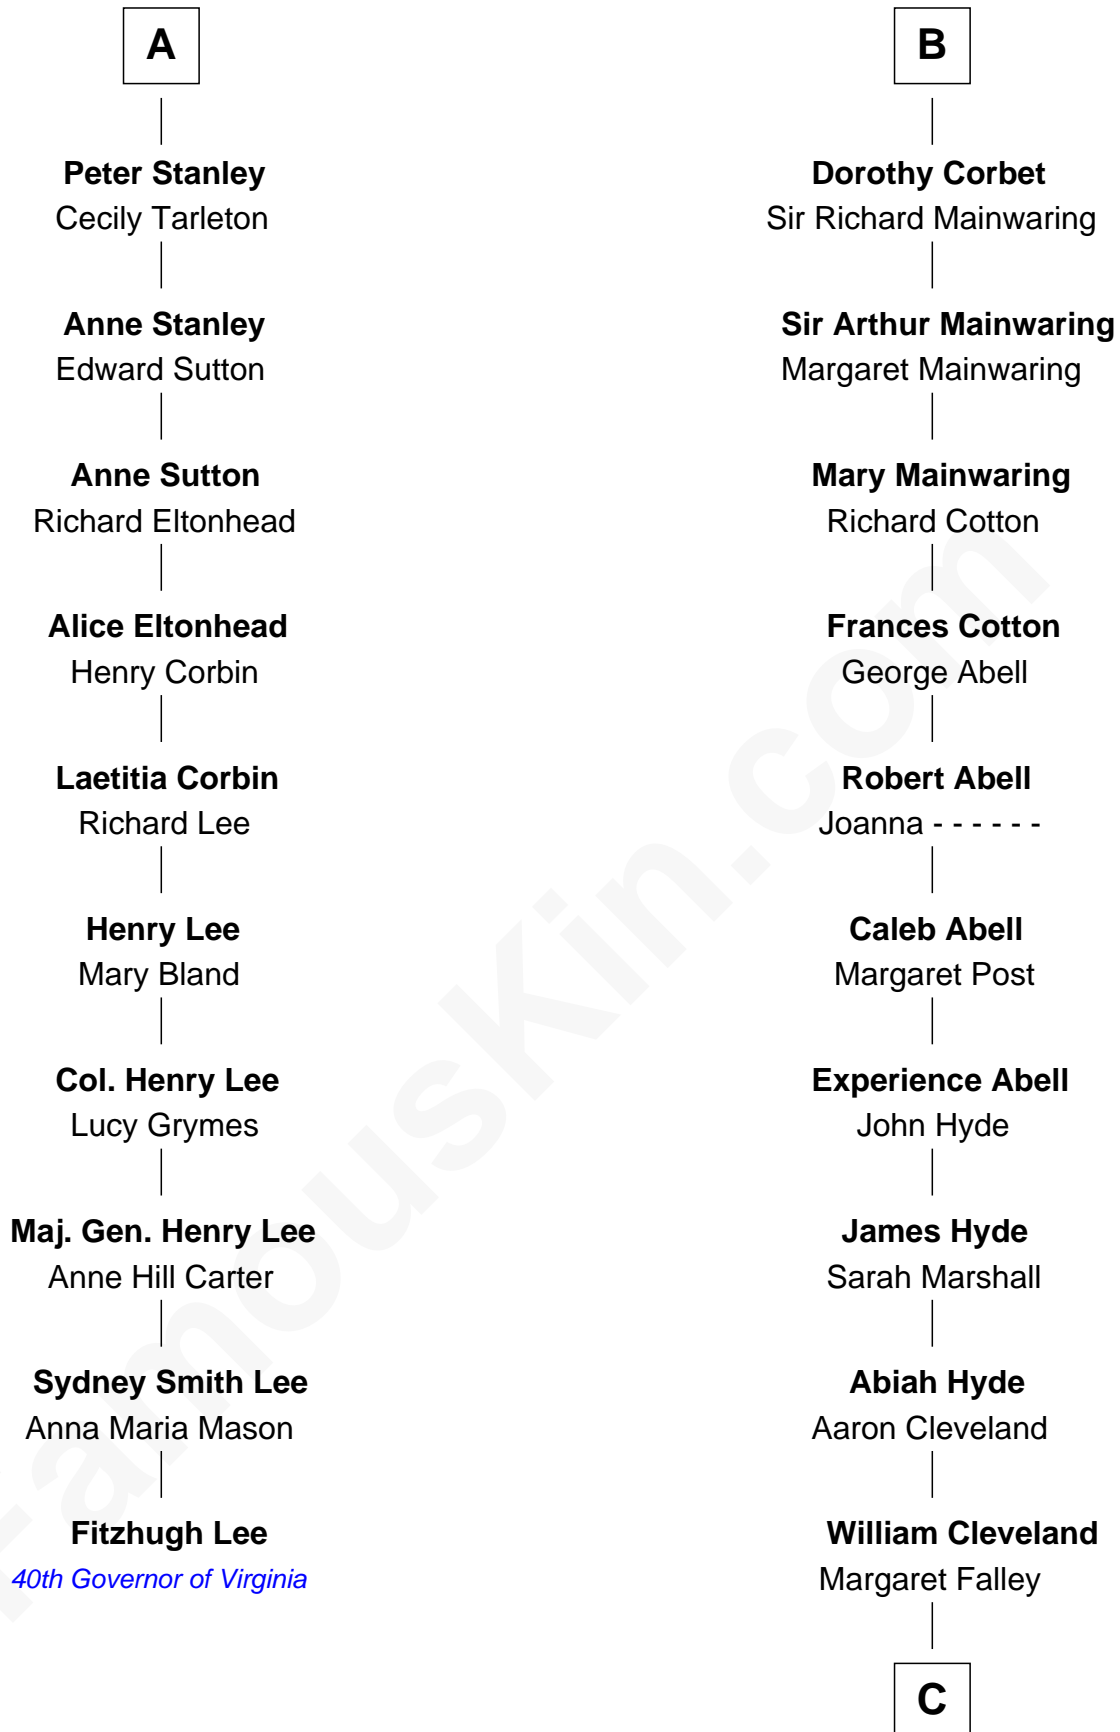 A
Peter Stanley
Cecily Tarleton
Anne Stanley
Edward Sutton
Anne Sutton
Richard Eltonhead
Alice Eltonhead
Henry Corbin
Laetitia Corbin
Richard Lee
Henry Lee
Mary Bland
Col. Henry Lee
Lucy Grymes
Maj. Gen. Henry Lee
Anne Hill Carter
Sydney Smith Lee
Anna Maria Mason
Fitzhugh Lee
40th Governor of Virginia
B
Dorothy Corbet
Sir Richard Mainwaring
Sir Arthur Mainwaring
Margaret Mainwaring
Mary Mainwaring
Richard Cotton
Frances Cotton
George Abell
Robert Abell
Joanna - - - - - -
Caleb Abell
Margaret Post
Experience Abell
John Hyde
James Hyde
Sarah Marshall
Abiah Hyde
Aaron Cleveland
William Cleveland
Margaret Falley
C
FamousKin.com